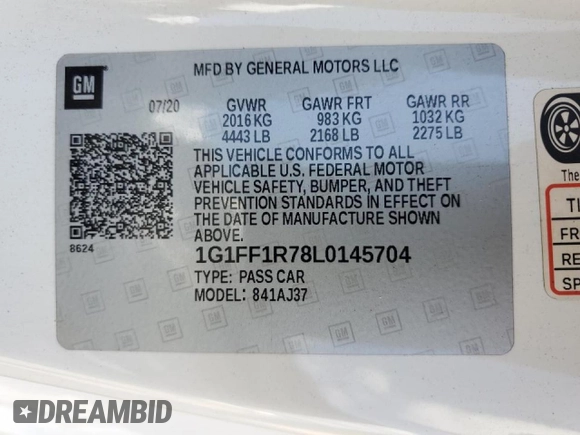 GM
MFD BY GENERAL MOTORS LLC
07/20 GVWR GAWR FRT GAWR RR
2016 KG 983 KG 1032 KG
4443 LB 2168 LB 2275 LB
THIS VEHICLE CONFORMS TO ALL
APPLICABLE U.S. FEDERAL MOTOR
VEHICLE SAFETY, BUMPER, AND THEFT
PREVENTION STANDARDS IN EFFECT ON
THE DATE OF MANUFACTURE SHOWN
ABOVE.
8624
1G1FF1R78L0145704
TYPE: PASS CAR
MODEL: 841AJ37
The
SP
DREAMBID